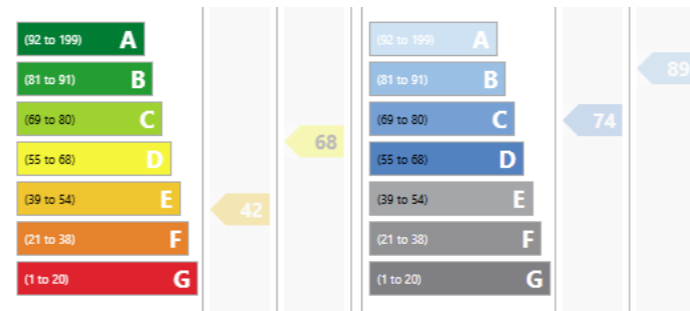 (92 to 199) A
(81 to 91) B
(69 to 80) C
(55 to 68) D
(39 to 54) E
(21 to 38) F
(1 to 20) G
42
68
(92 to 199) A
(81 to 91) B
(69 to 80) C
(55 to 68) D
(39 to 54) E
(21 to 38) F
(1 to 20) G
74
89